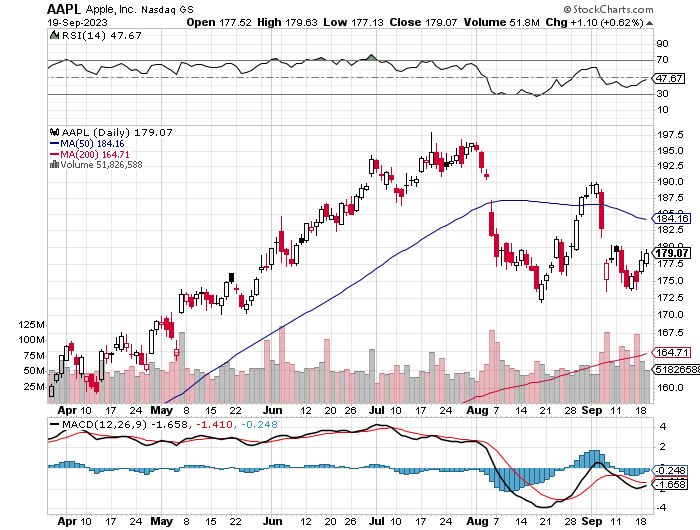 AAPL Apple, Inc. Nasdaq GS © StockCharts.com
19-Sep-2023 Open 177.52 High 179.63 Low 177.13 Close 179.07 Volume 51.8M Chg +1.10 (+0.62%)
RSI(14) 47.67
90
70
47.67
30
10
AAPL (Daily) 179.07
MA(50) 184.16
MA(200) 164.71
Volume 51,826,588
197.5
195.0
192.5
190.0
187.5
184.16
182.5
180.0
179.07
177.5
175.0
172.5
170.0
167.5
164.71
51826588
160.0
125M
100M
75M
50M
25M
Apr 10 17 24 May 8 15 22 Jun 12 20 26 Jul 10 17 24 Aug 7 14 21 28 Sep 11 18
MACD(12,26,9) -1.658, -1.410, -0.248
4
2
-0.248
-1.658
-4
Apr 10 17 24 May 8 15 22 Jun 12 20 26 Jul 10 17 24 Aug 7 14 21 28 Sep 11 18